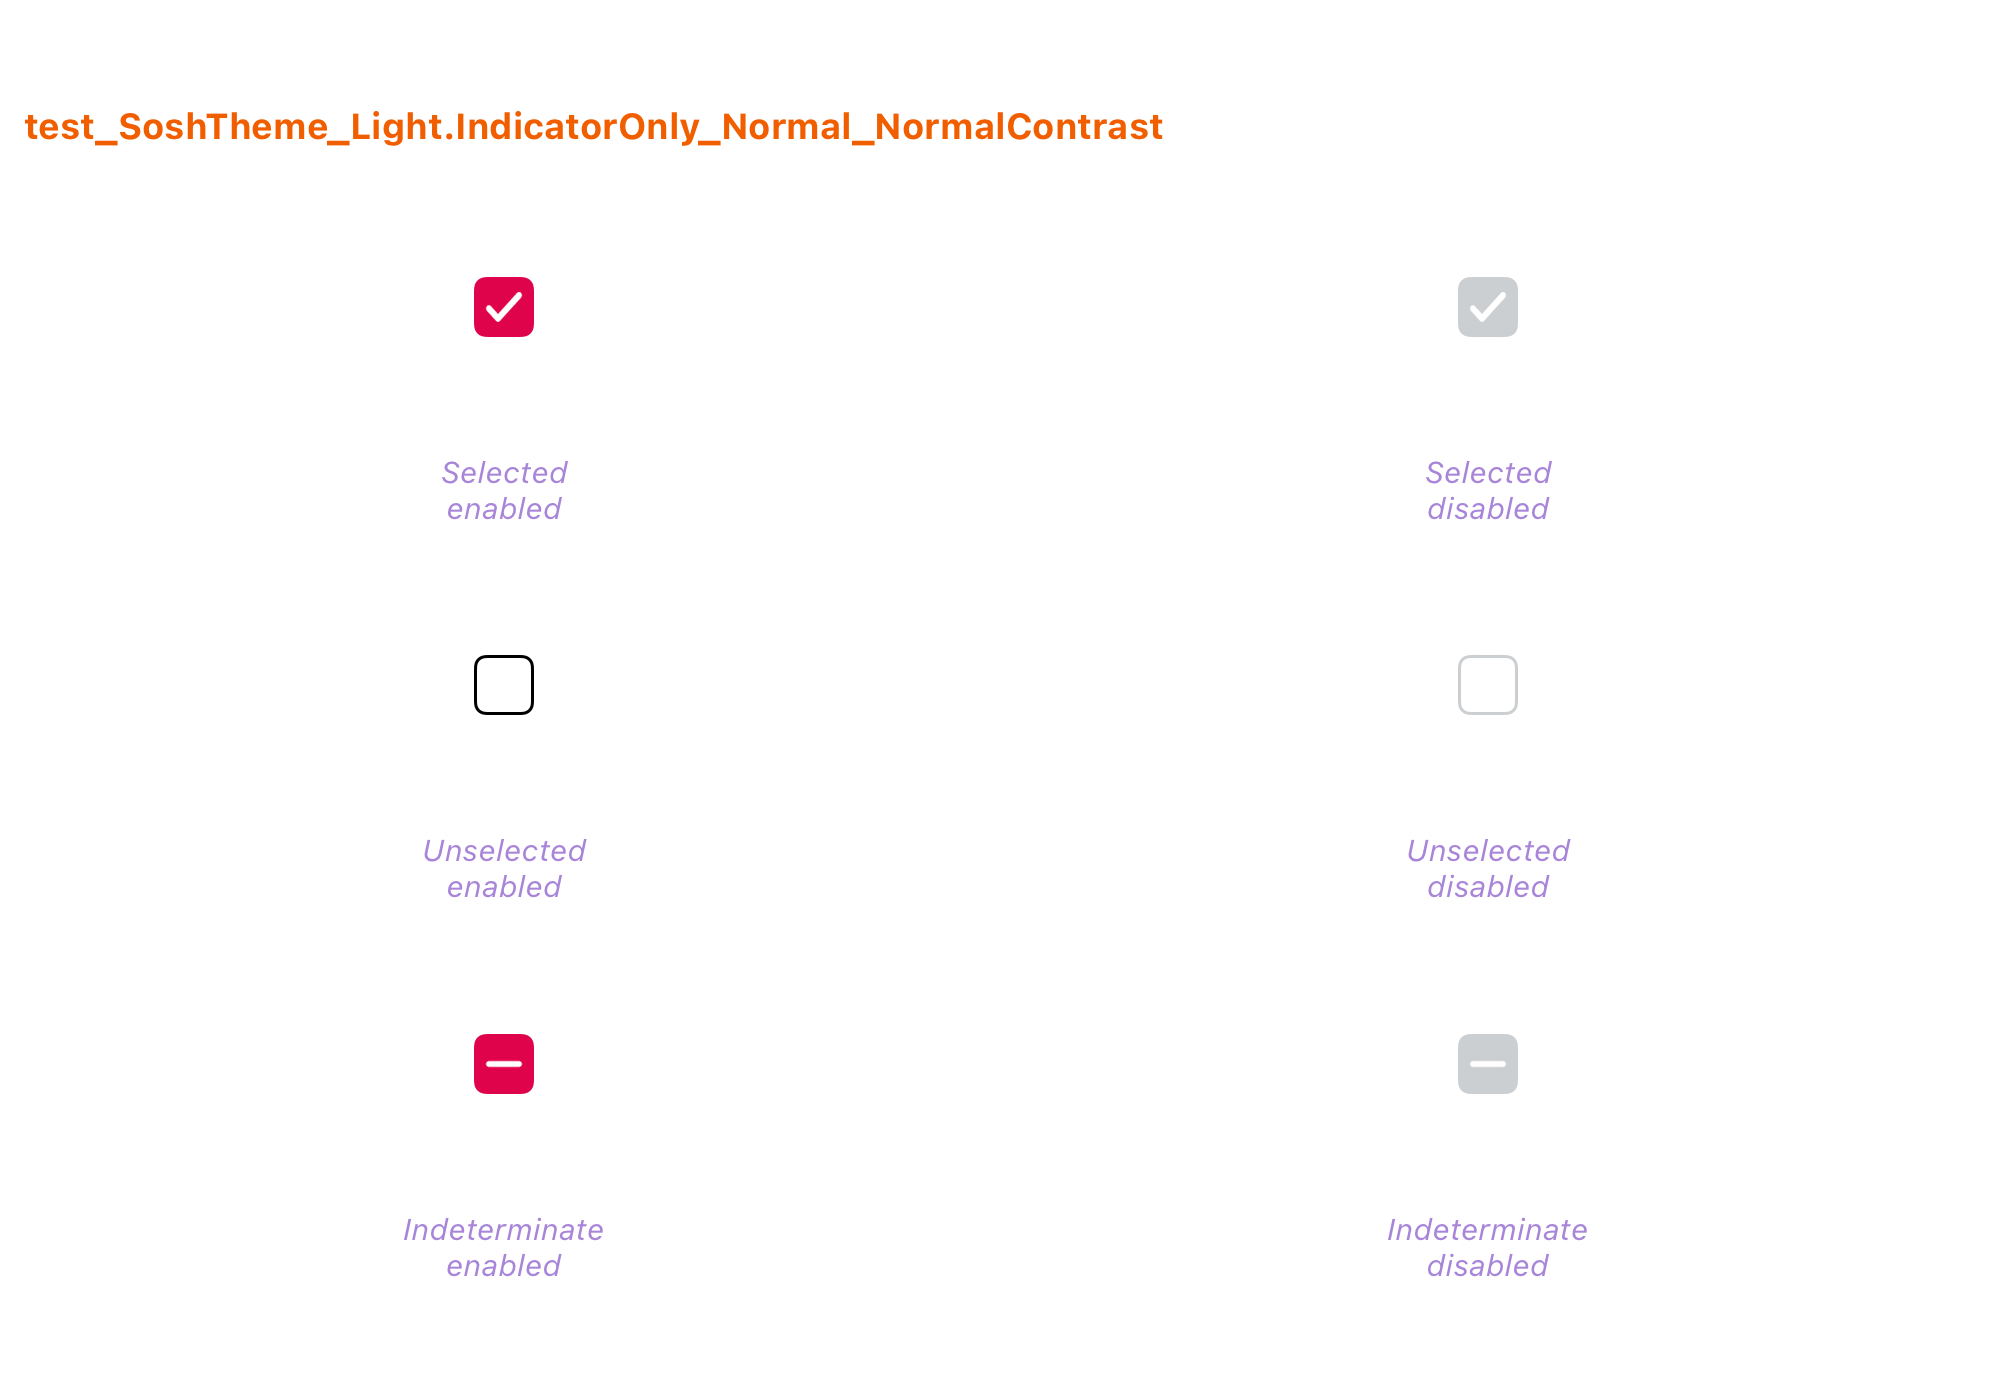 test_SoshTheme_Light.IndicatorOnly_Normal_NormalContrast
Selected
enabled
Selected
disabled
Unselected
enabled
Unselected
disabled
Indeterminate
enabled
Indeterminate
disabled